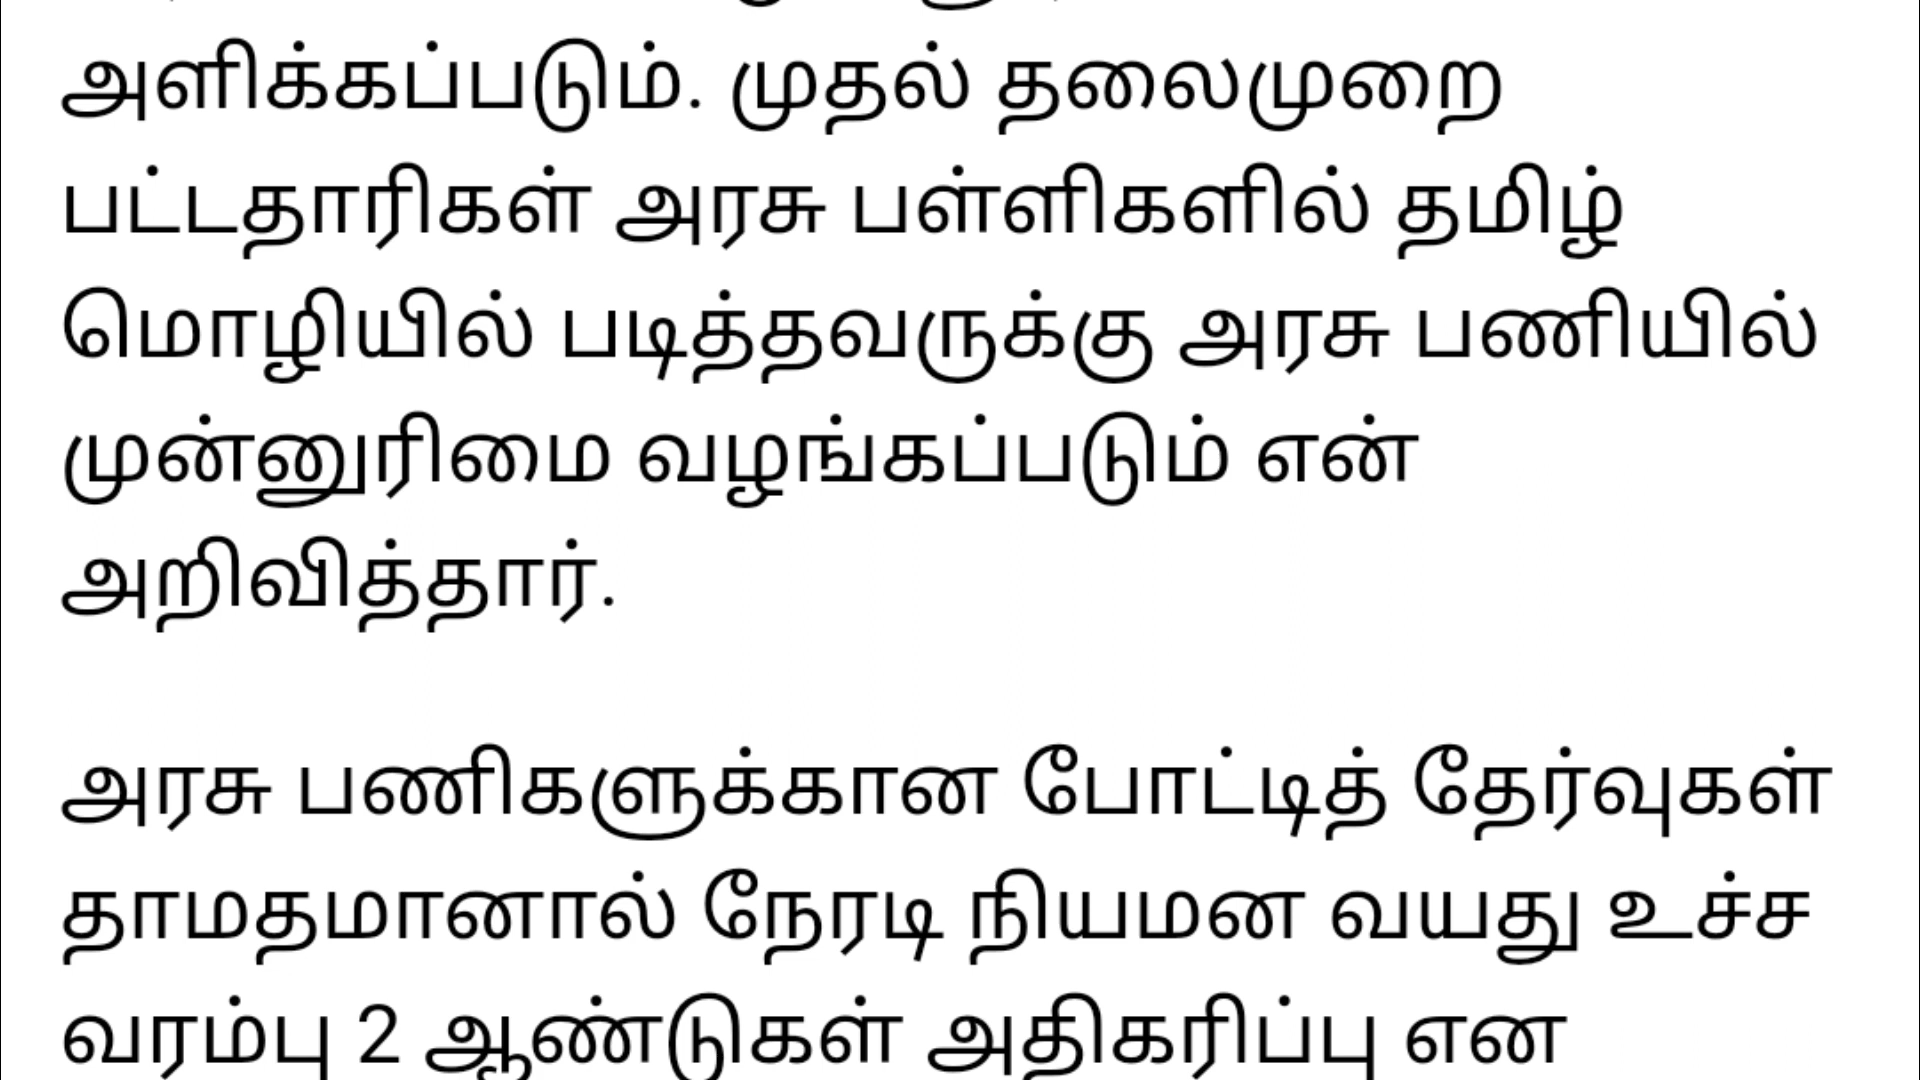 அளிக்கப்படும். முதல் தலைமுறை
பட்டதாரிகள் அரசு பள்ளிகளில் தமிழ்
மொழியில் படித்தவருக்கு அரசு பணியில்
முன்னுரிமை வழங்கப்படும் என்
அறிவித்தார்.
அரசு பணிகளுக்கான போட்டித் தேர்வுகள்
தாமதமானால் நேரடி நியமன வயது உச்ச
வரம்பு 2 ஆண்டுகள் அதிகரிப்பு என